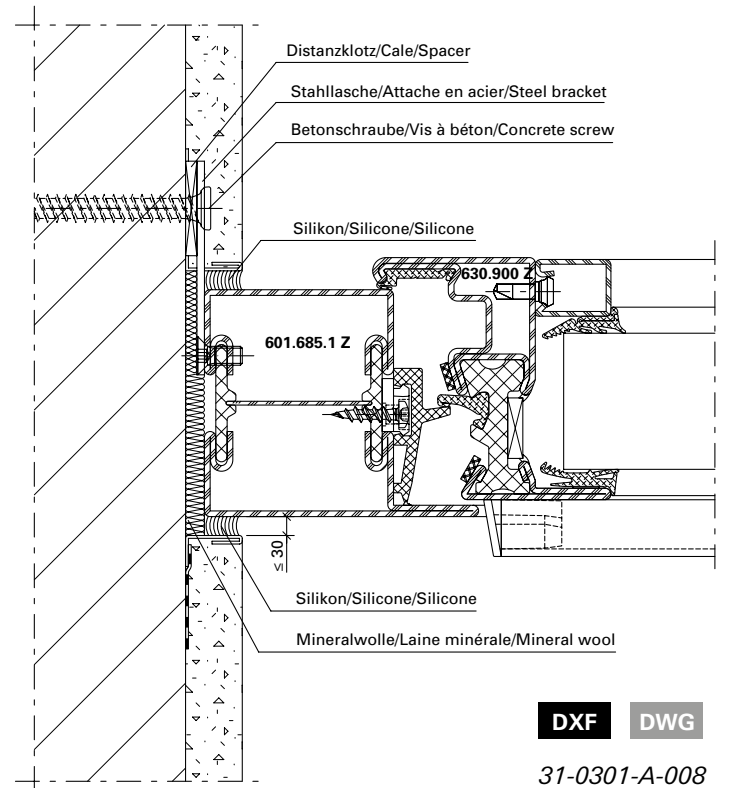 Distanzklotz/Cale/Spacer
Stahllasche/Attache en acier/Steel bracket
Betonschraube/Vis à béton/Concrete screw
Silikon/Silicone/Silicone
630.900 Z
601.685.1 Z
≤ 30
Silikon/Silicone/Silicone
Mineralwolle/Laine minérale/Mineral wool
DXF DWG
31-0301-A-008